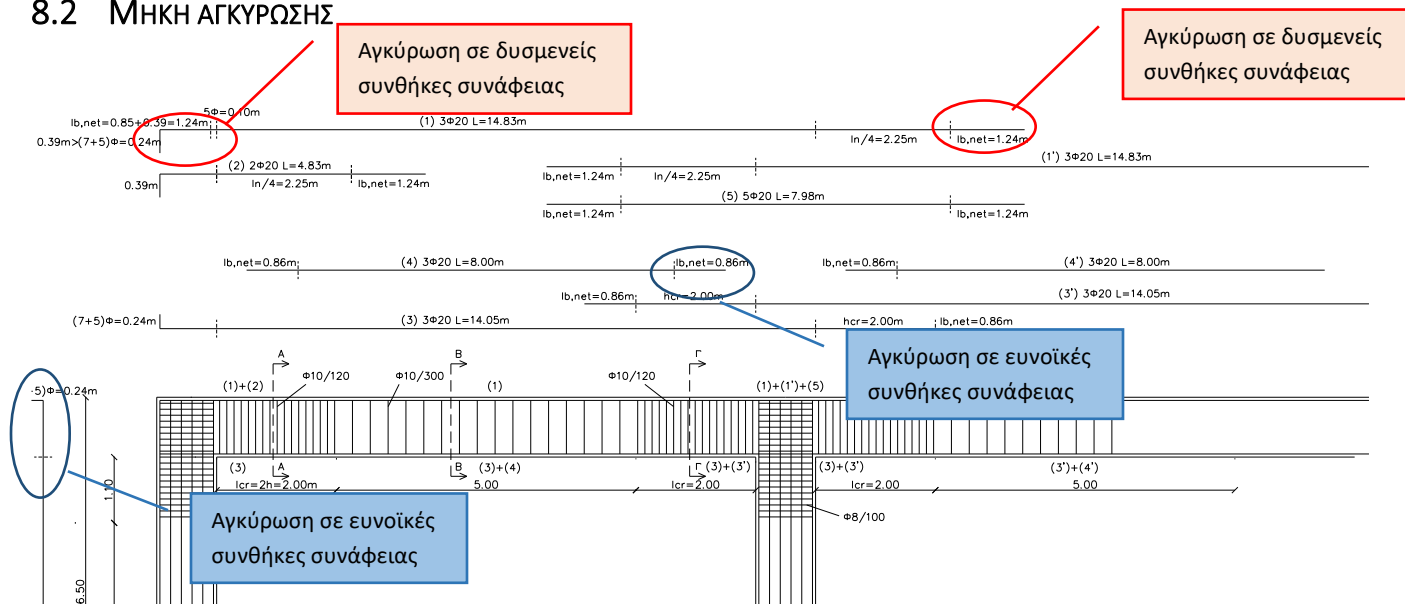 8.2 ΜΗΚΗ ΑΓΚΥΡΩΣΗΣ
Αγκύρωση σε δυσμενείς
συνθήκες συνάφειας
Αγκύρωση σε δυσμενείς
συνθήκες συνάφειας
5Φ=0.10m
lb,net=0.85+0.39=1.24m
(1) 3Φ20 L=14.83m
0.39m>(7+5)Φ=0.24m
ln/4=2.25m
lb,net=1.24m
(2) 2Φ20 L=4.83m
(1') 3Φ20 L=14.83m
0.39m
ln/4=2.25m
lb,net=1.24m
lb,net=1.24m
ln/4=2.25m
(5) 5Φ20 L=7.98m
lb,net=1.24m
lb,net=1.24m
lb,net=0.86m
(4) 3Φ20 L=8.00m
lb,net=0.86m
lb,net=0.86m
(4') 3Φ20 L=8.00m
lb,net=0.86m
hcr=2.00m
(3') 3Φ20 L=14.05m
(7+5)Φ=0.24m
(3) 3Φ20 L=14.05m
hcr=2.00m
lb,net=0.86m
Αγκύρωση σε ευνοϊκές
συνθήκες συνάφειας
A
B
Γ
5)Φ=0.24m
(1)+(2)
Φ10/120
Φ10/300
(1)
Φ10/120
(1)+(1')+(5)
(3)
A
B
(3)+(4)
Γ
(3)+(3')
(3)+(3')
(3')+(4')
lcr=2h=2.00m
5.00
lcr=2.00
lcr=2.00
5.00
1.10
Φ8/100
Αγκύρωση σε ευνοϊκές
συνθήκες συνάφειας
6.50